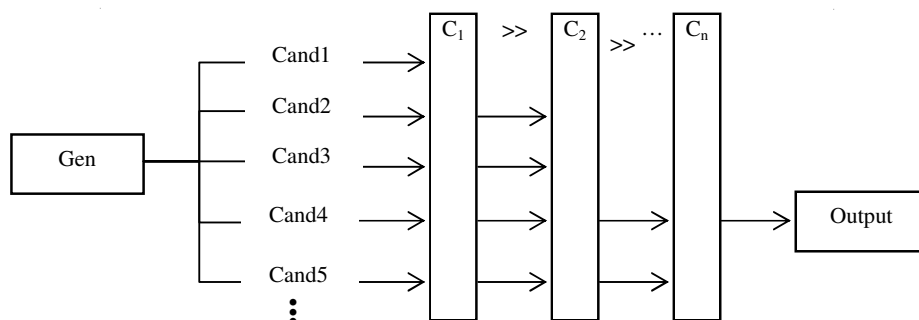 C₁ >> C₂ >> … Cₙ
Cand1
Cand2
Cand3
Gen
Cand4
Output
Cand5